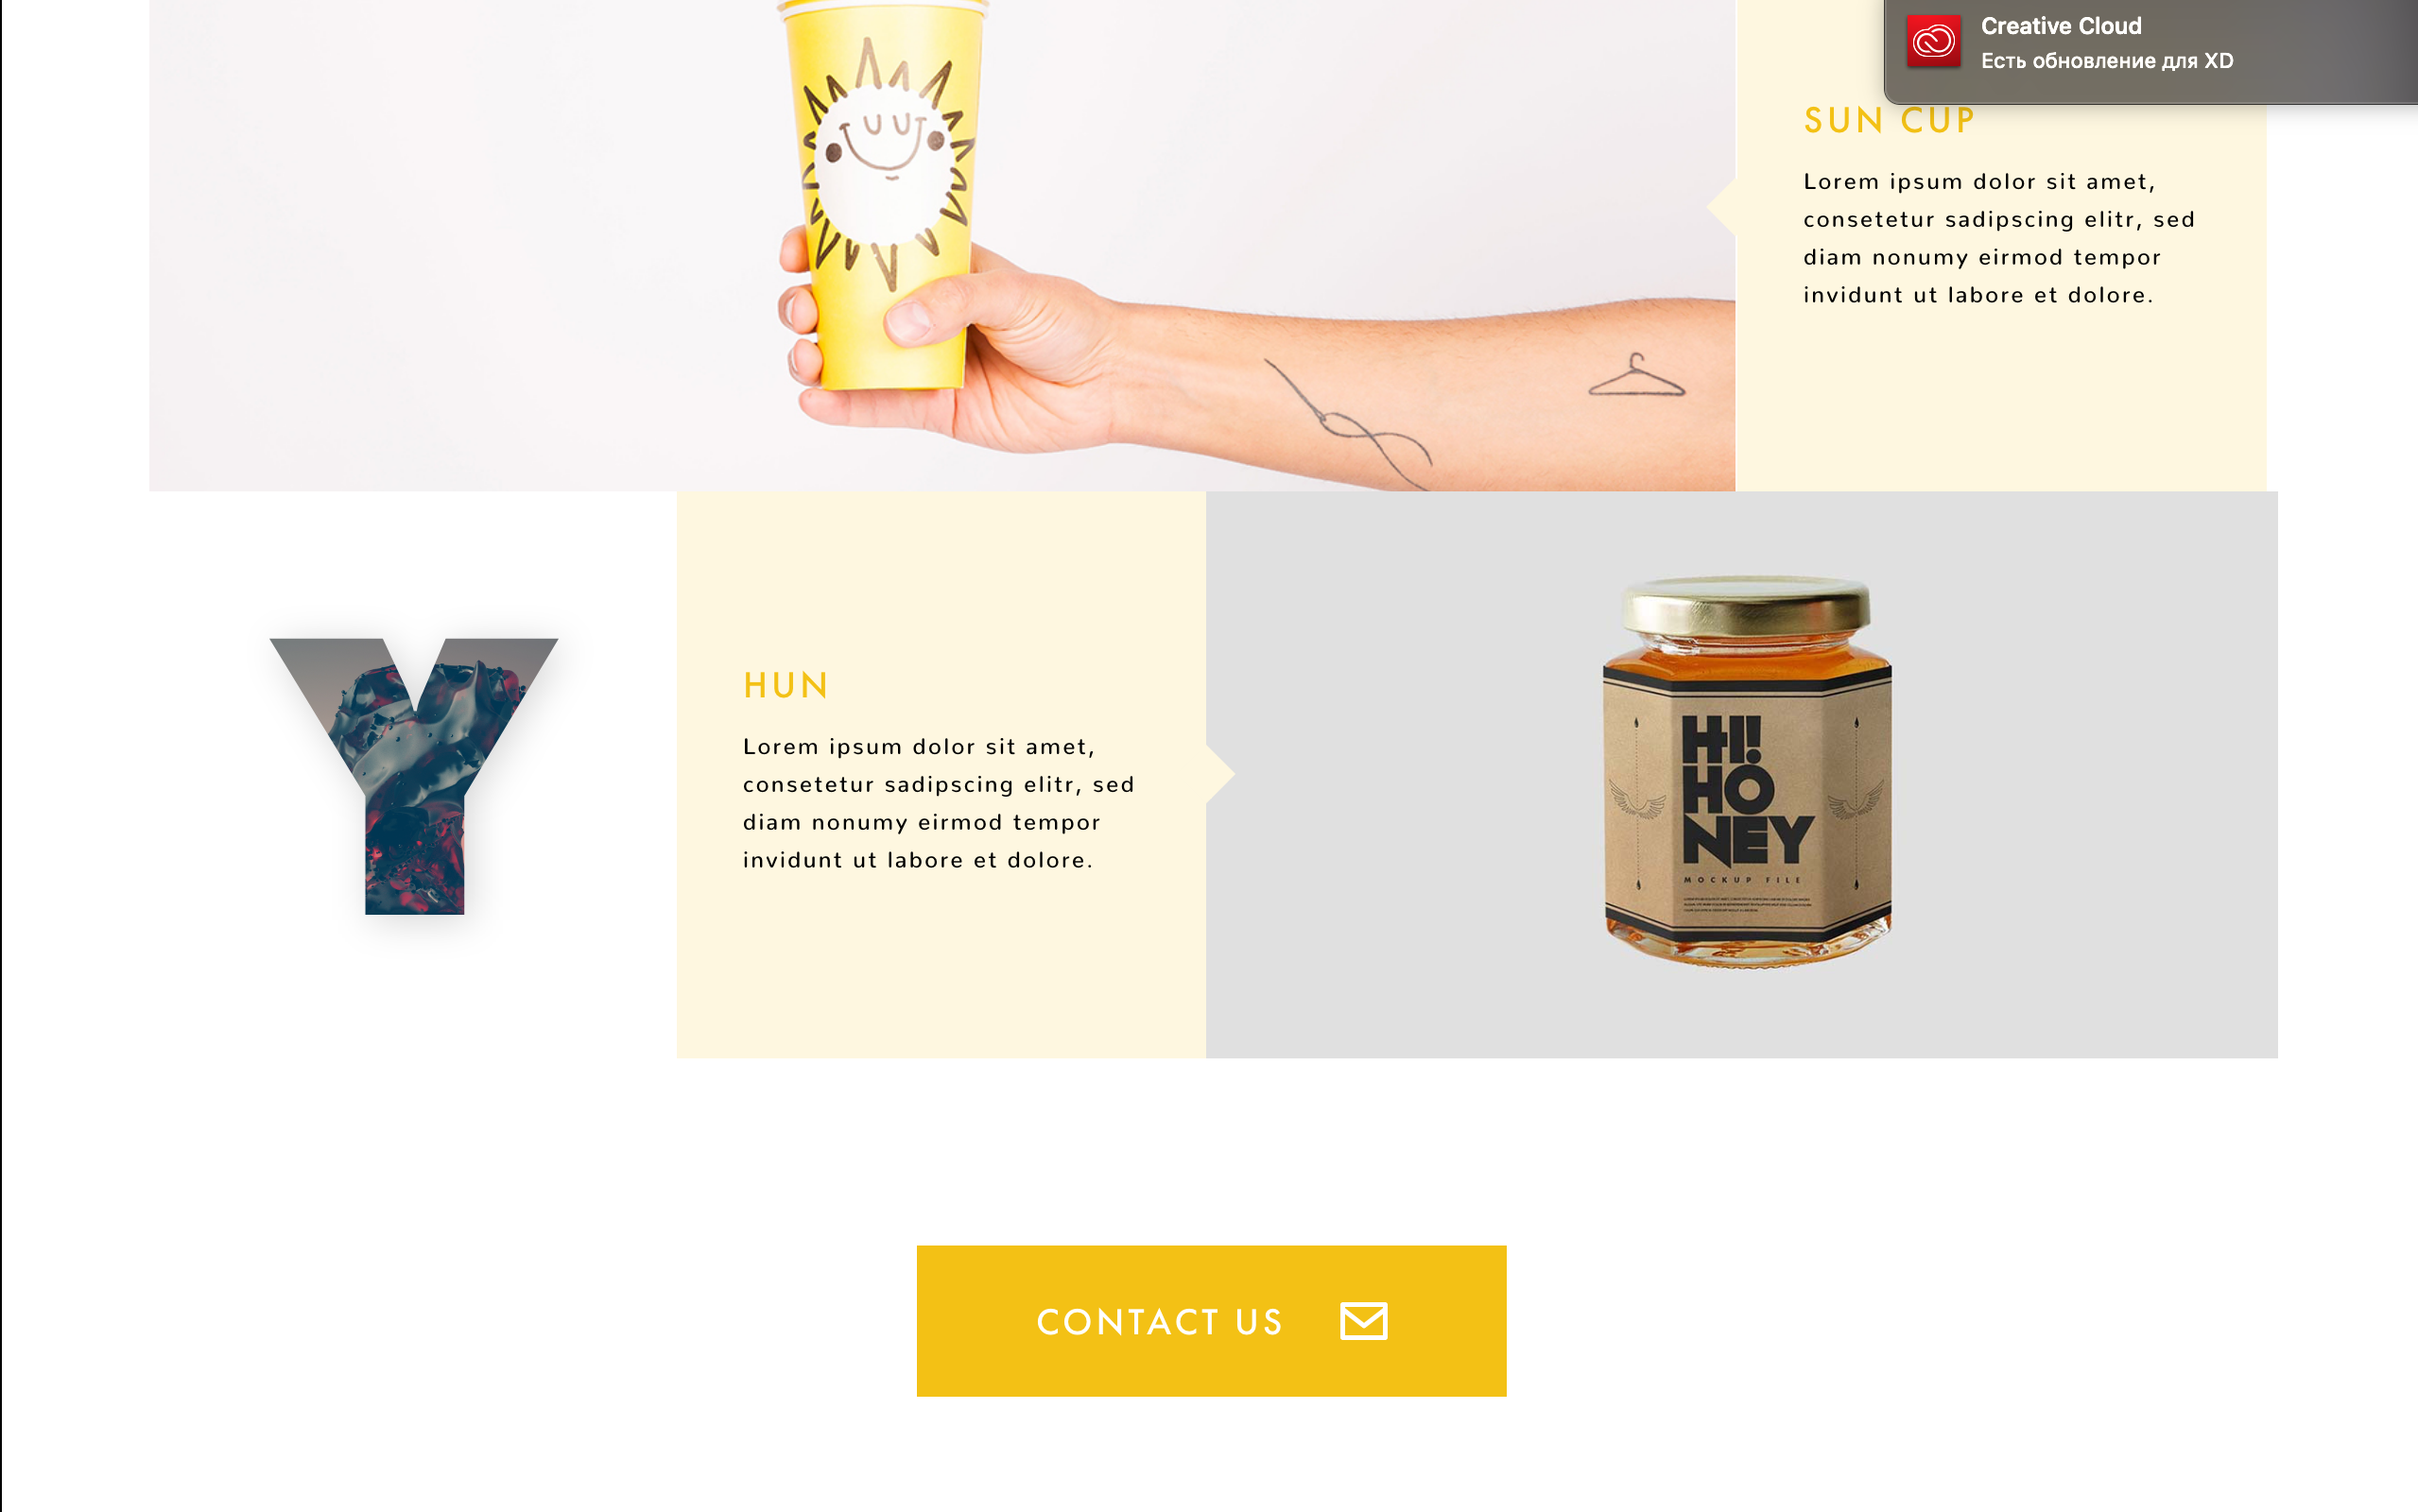 Creative Cloud
Есть обновление для XD
SUN CUP
Lorem ipsum dolor sit amet,
consetetur sadipscing elitr, sed
diam nonumy eirmod tempor
invidunt ut labore et dolore.
Y
HUN
Lorem ipsum dolor sit amet,
consetetur sadipscing elitr, sed
diam nonumy eirmod tempor
invidunt ut labore et dolore.
HI!
HO
NEY
MOCKUP FILE
CONTACT US